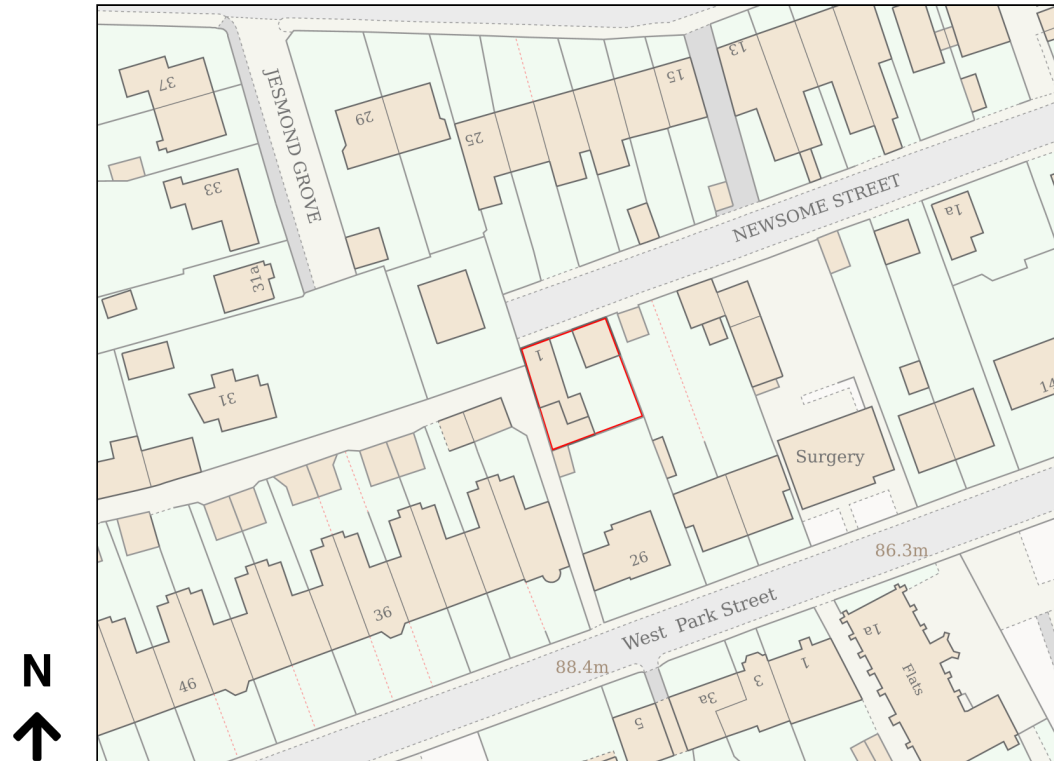 37
JESMOND GROVE
29
25
15
13
33
31a
NEWSOME STREET
1a
1
31
14
Surgery
26
86.3m
36
West Park Street
1a
46
88.4m
1
3
3a
5
Flats
N